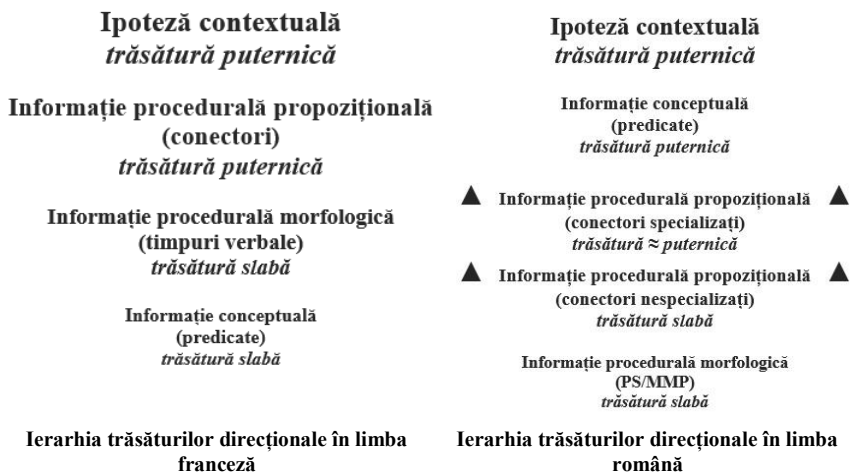 Ipoteză contextuală
trăsătură puternică
Informație procedurală propozițională
(conectori)
trăsătură puternică
Informație procedurală morfologică
(timpuri verbale)
trăsătură slabă
Informație conceptuală
(predicate)
trăsătură slabă
Ierarhia trăsăturilor direcționale în limba
franceză
Ipoteză contextuală
trăsătură puternică
Informație conceptuală
(predicate)
trăsătură puternică
▲ Informație procedurală propozițională ▲
(conectori specializați)
trăsătură ≈ puternică
▲ Informație procedurală propozițională ▲
(conectori nespecializați)
trăsătură slabă
Informație procedurală morfologică
(PS/MMP)
trăsătură slabă
Ierarhia trăsăturilor direcționale în limba
română